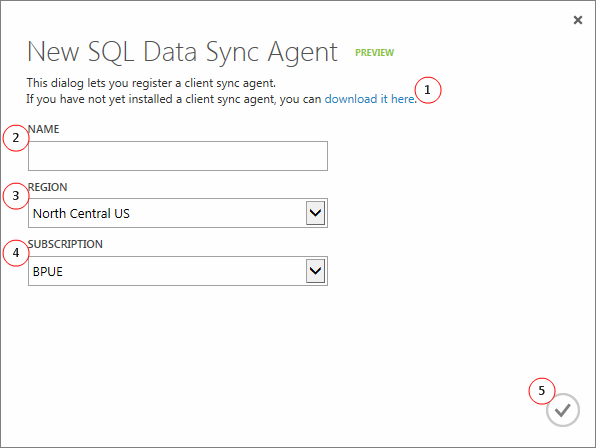 New SQL Data Sync Agent PREVIEW
This dialog lets you register a client sync agent.
If you have not yet installed a client sync agent, you can download it here. 1
2 NAME
3 REGION
North Central US
4 SUBSCRIPTION
BPUE
5